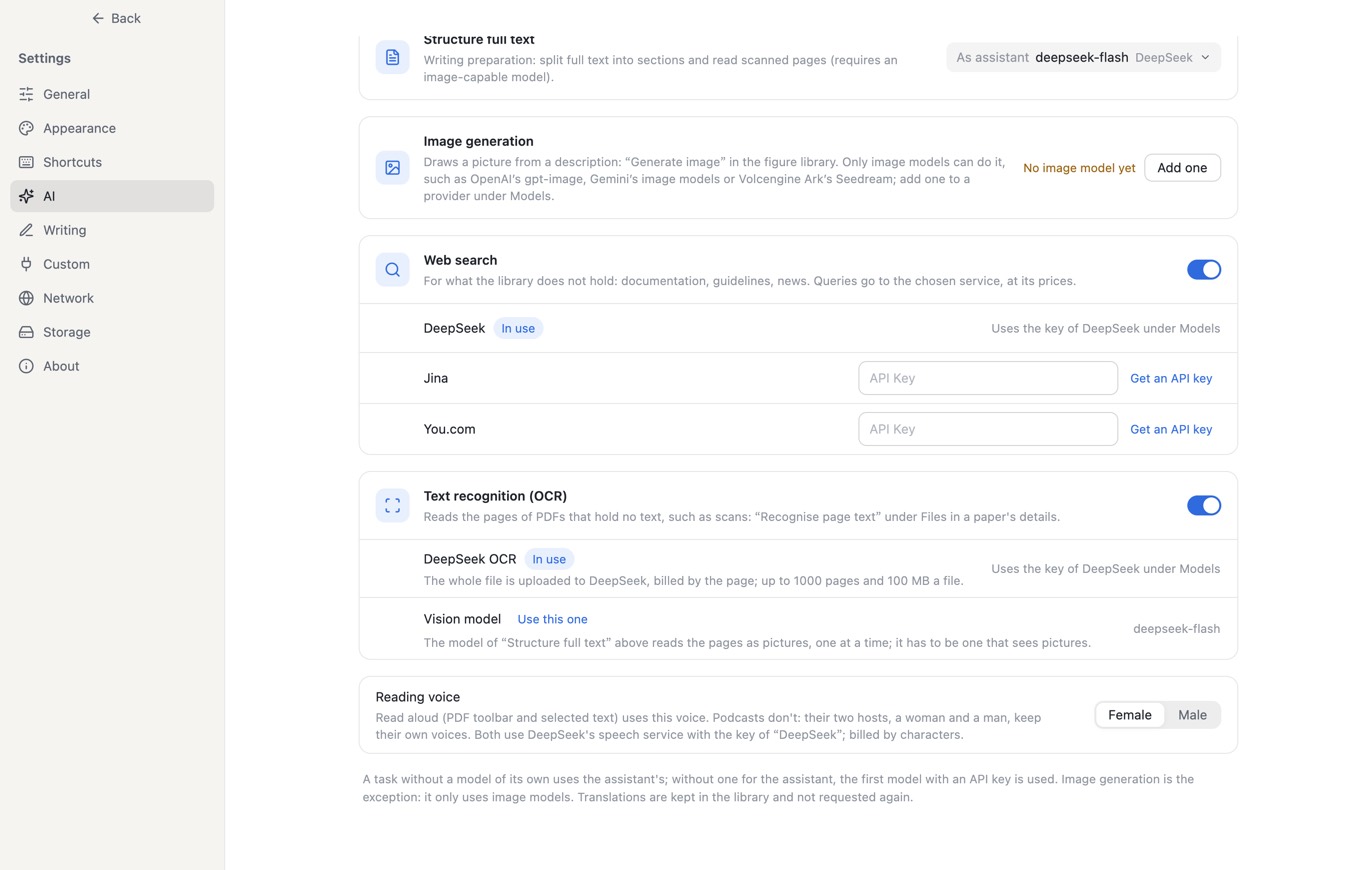 Back
Settings
General
Appearance
Shortcuts
AI
Writing
Custom
Network
Storage
About
Structure full text
Writing preparation: split full text into sections and read scanned pages (requires an
image-capable model).
As assistant deepseek-flash DeepSeek
Image generation
Draws a picture from a description: “Generate image” in the figure library. Only image models can do it,
such as OpenAI's gpt-image, Gemini's image models or Volcengine Ark's Seedream; add one to a
provider under Models.
No image model yet Add one
Web search
For what the library does not hold: documentation, guidelines, news. Queries go to the chosen service, at its prices.
DeepSeek In use Uses the key of DeepSeek under Models
Jina API Key Get an API key
You.com API Key Get an API key
Text recognition (OCR)
Reads the pages of PDFs that hold no text, such as scans: “Recognise page text” under Files in a paper's details.
DeepSeek OCR In use
The whole file is uploaded to DeepSeek, billed by the page; up to 1000 pages and 100 MB a file.
Uses the key of DeepSeek under Models
Vision model Use this one
The model of “Structure full text” above reads the pages as pictures, one at a time; it has to be one that sees pictures.
deepseek-flash
Reading voice
Read aloud (PDF toolbar and selected text) uses this voice. Podcasts don't: their two hosts, a woman and a man, keep
their own voices. Both use DeepSeek's speech service with the key of “DeepSeek”; billed by characters.
Female Male
A task without a model of its own uses the assistant's; without one for the assistant, the first model with an API key is used. Image generation is the
exception: it only uses image models. Translations are kept in the library and not requested again.